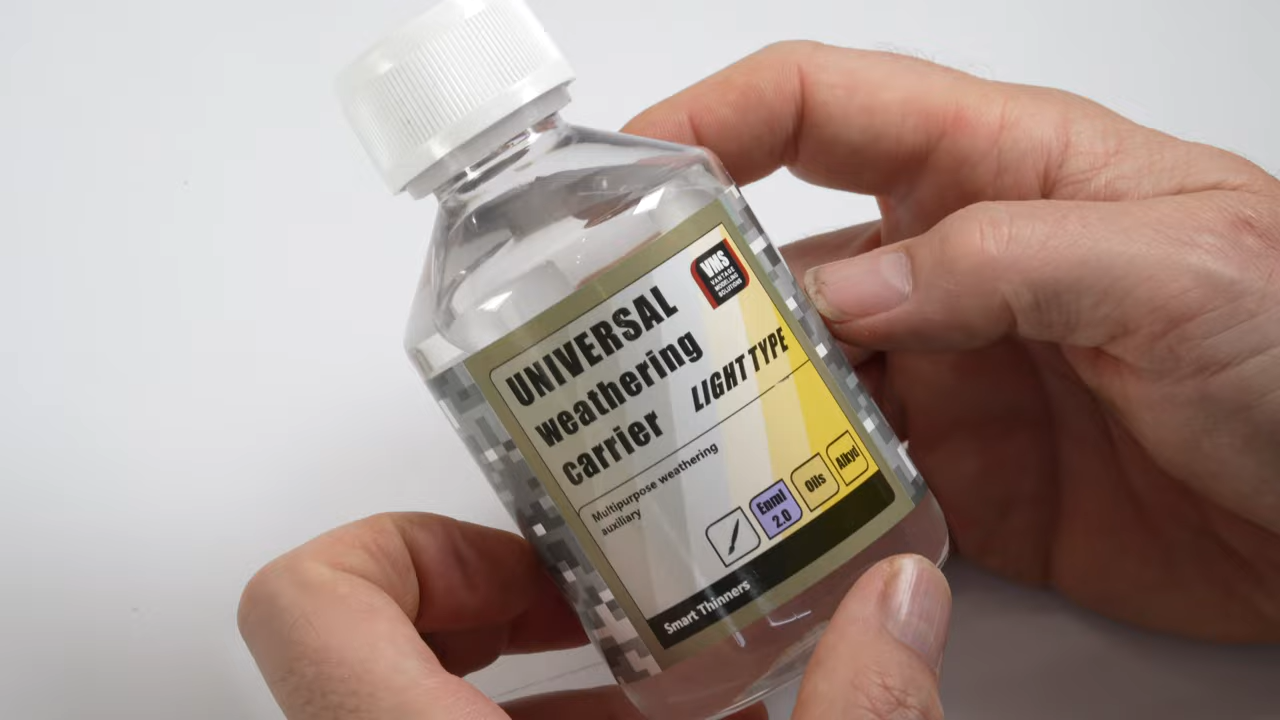 VMS
VANTAGE
MODELLING
SOLUTIONS
UNIVERSAL
weathering
carrier
LIGHT TYPE
Multipurpose weathering
auxiliary
Enml
2.0
Oils
Alkyd
Smart Thinners